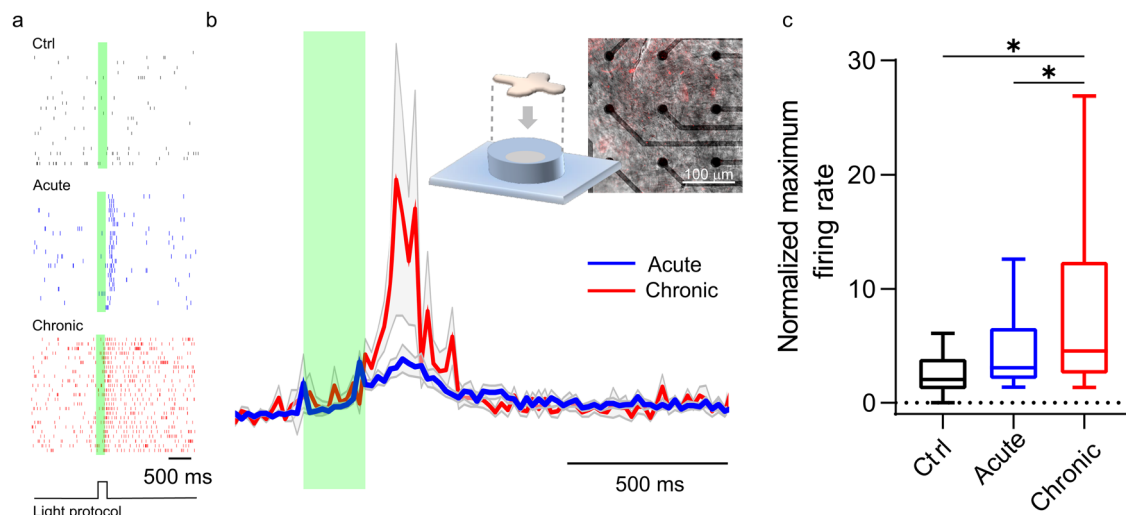 a
Ctrl
Acute
Chronic
500 ms
Light protocol
b
100 µm
Acute
Chronic
500 ms
c
* 
*
Normalized maximum
firing rate
30
20
10
0
Ctrl
Acute
Chronic